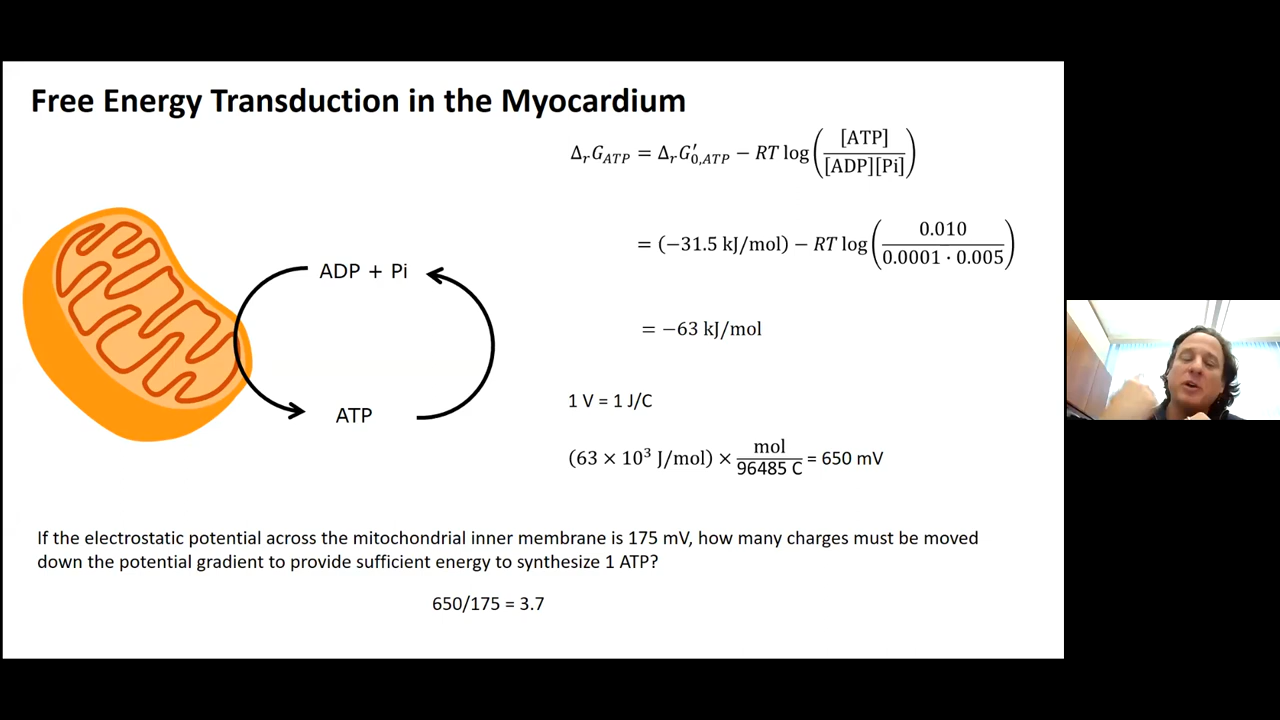 Free Energy Transduction in the Myocardium
Δ_r G_ATP = Δ_r G′_0,ATP − RT log([ATP] / [ADP][Pi])
= (−31.5 kJ/mol) − RT log(0.010 / 0.0001 · 0.005)
= −63 kJ/mol
ADP + Pi
ATP
1 V = 1 J/C
(63 × 10³ J/mol) × mol / 96485 C = 650 mV
If the electrostatic potential across the mitochondrial inner membrane is 175 mV, how many charges must be moved
down the potential gradient to provide sufficient energy to synthesize 1 ATP?
650/175 = 3.7